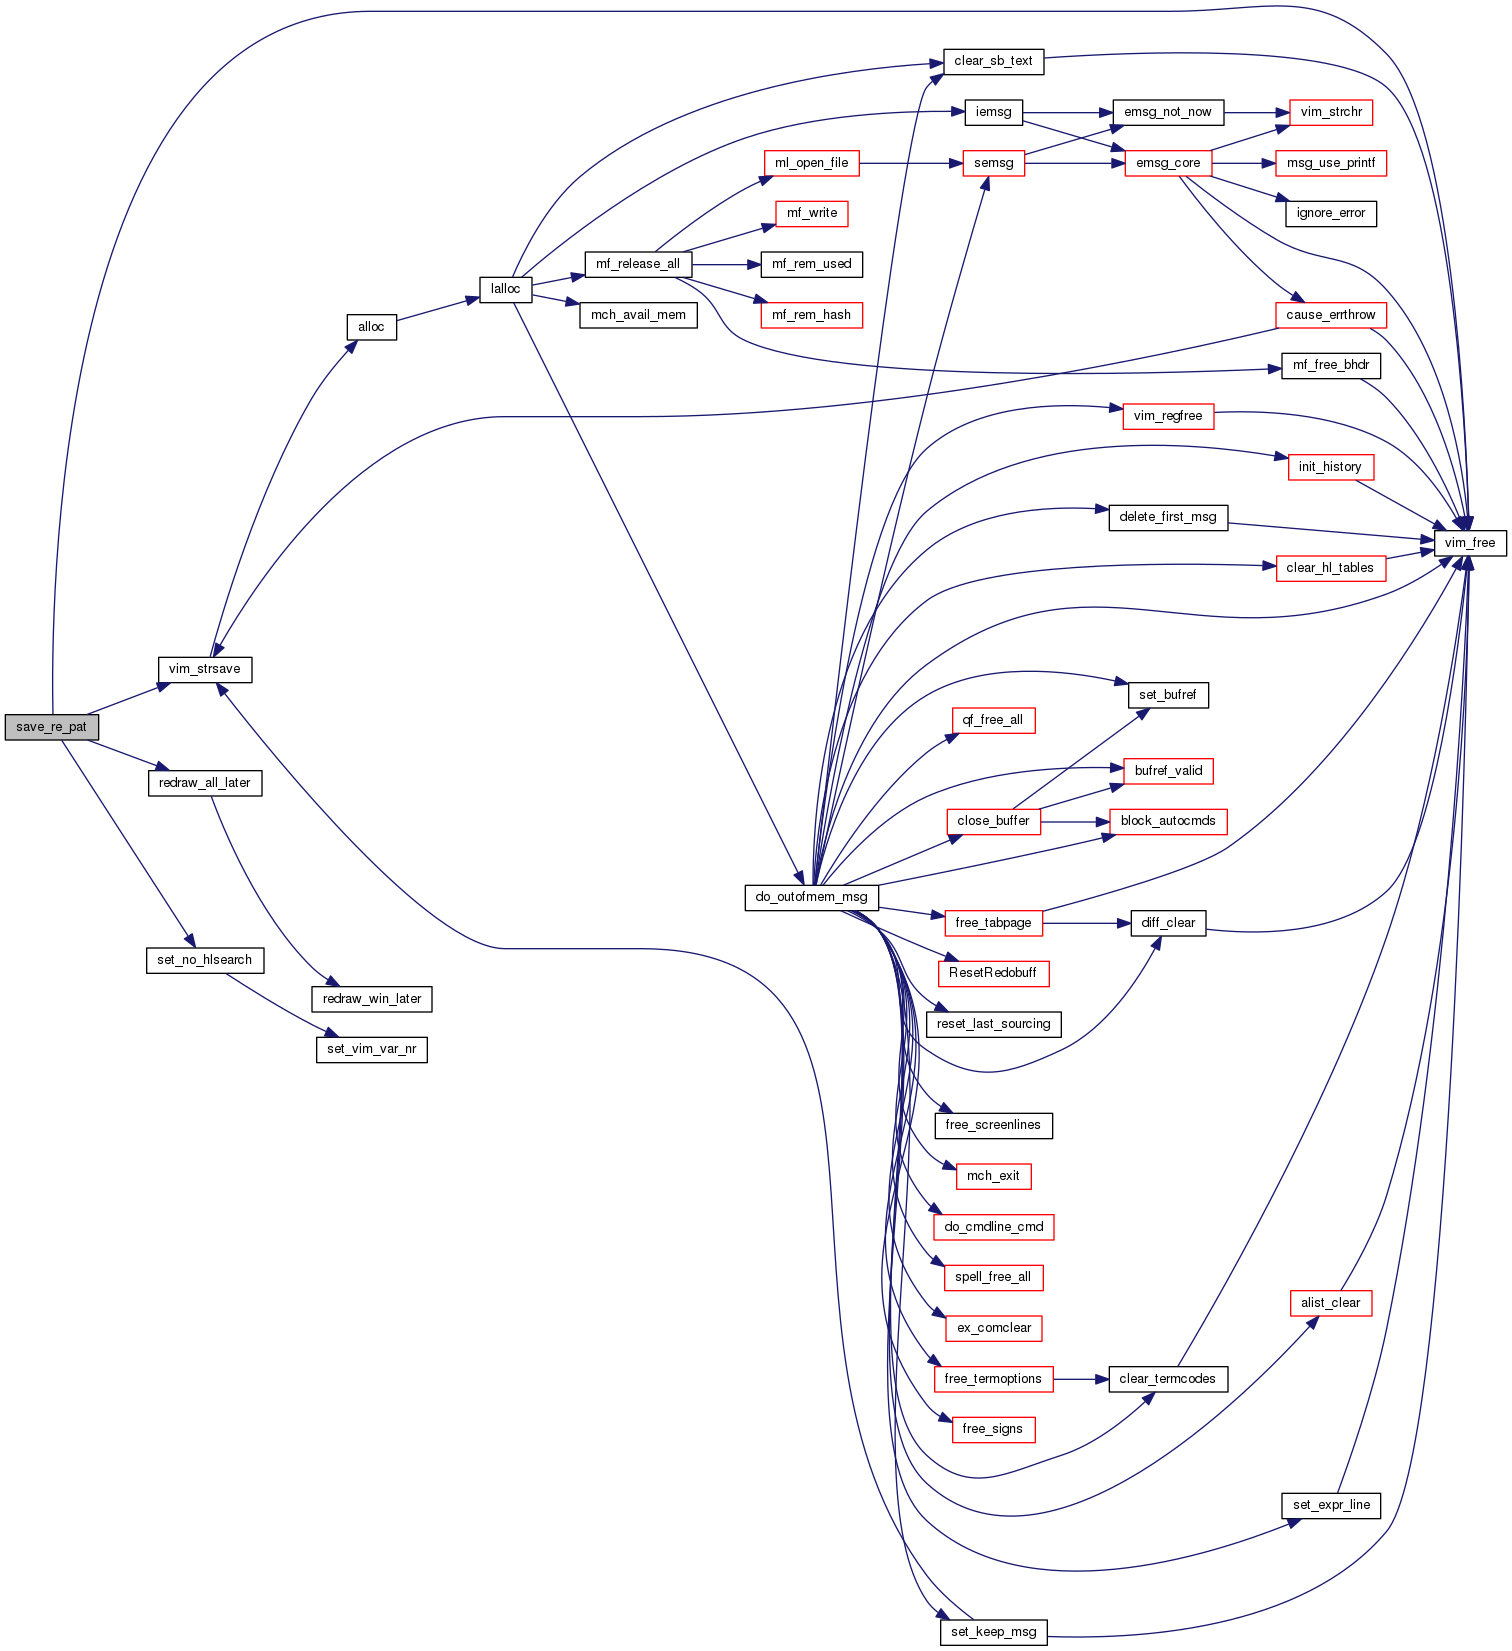 clear_sb_text
iemsg
emsg_not_now
vim_strchr
ml_open_file
semsg
emsg_core
msg_use_printf
mf_write
ignore_error
mf_release_all
mf_rem_used
lalloc
mch_avail_mem
mf_rem_hash
cause_errthrow
alloc
mf_free_bhdr
vim_regfree
init_history
delete_first_msg
vim_free
clear_hl_tables
vim_strsave
set_bufref
save_re_pat
qf_free_all
redraw_all_later
bufref_valid
close_buffer
block_autocmds
do_outofmem_msg
free_tabpage
diff_clear
set_no_hlsearch
ResetRedobuff
redraw_win_later
reset_last_sourcing
set_vim_var_nr
free_screenlines
mch_exit
do_cmdline_cmd
spell_free_all
alist_clear
ex_comclear
free_termoptions
clear_termcodes
free_signs
set_expr_line
set_keep_msg